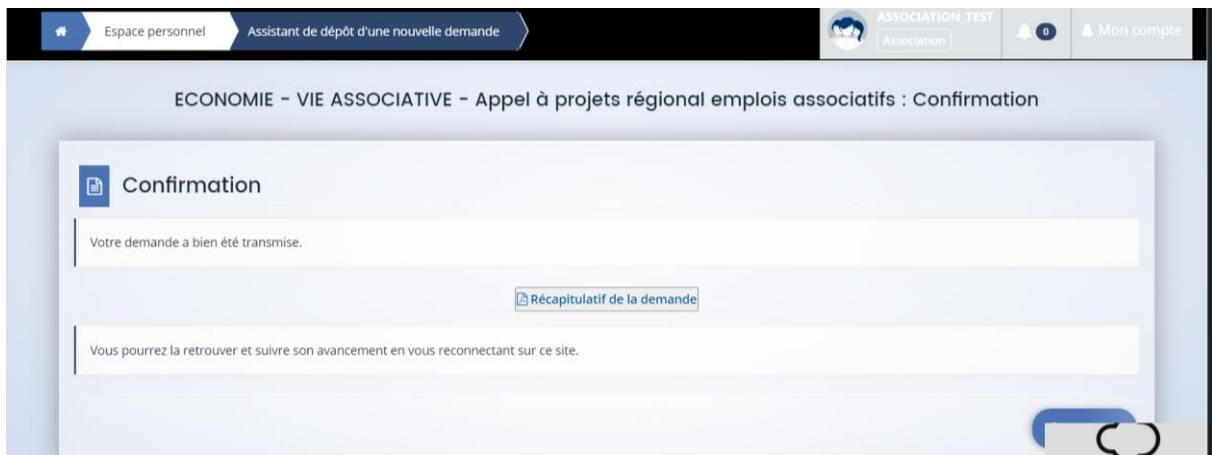 Espace personnel
Assistant de dépôt d'une nouvelle demande
ASSOCIATION_TEST
Association
0
Mon compte
ECONOMIE - VIE ASSOCIATIVE - Appel à projets régional emplois associatifs : Confirmation
Confirmation
Votre demande a bien été transmise.
Récapitulatif de la demande
Vous pourrez la retrouver et suivre son avancement en vous reconnectant sur ce site.